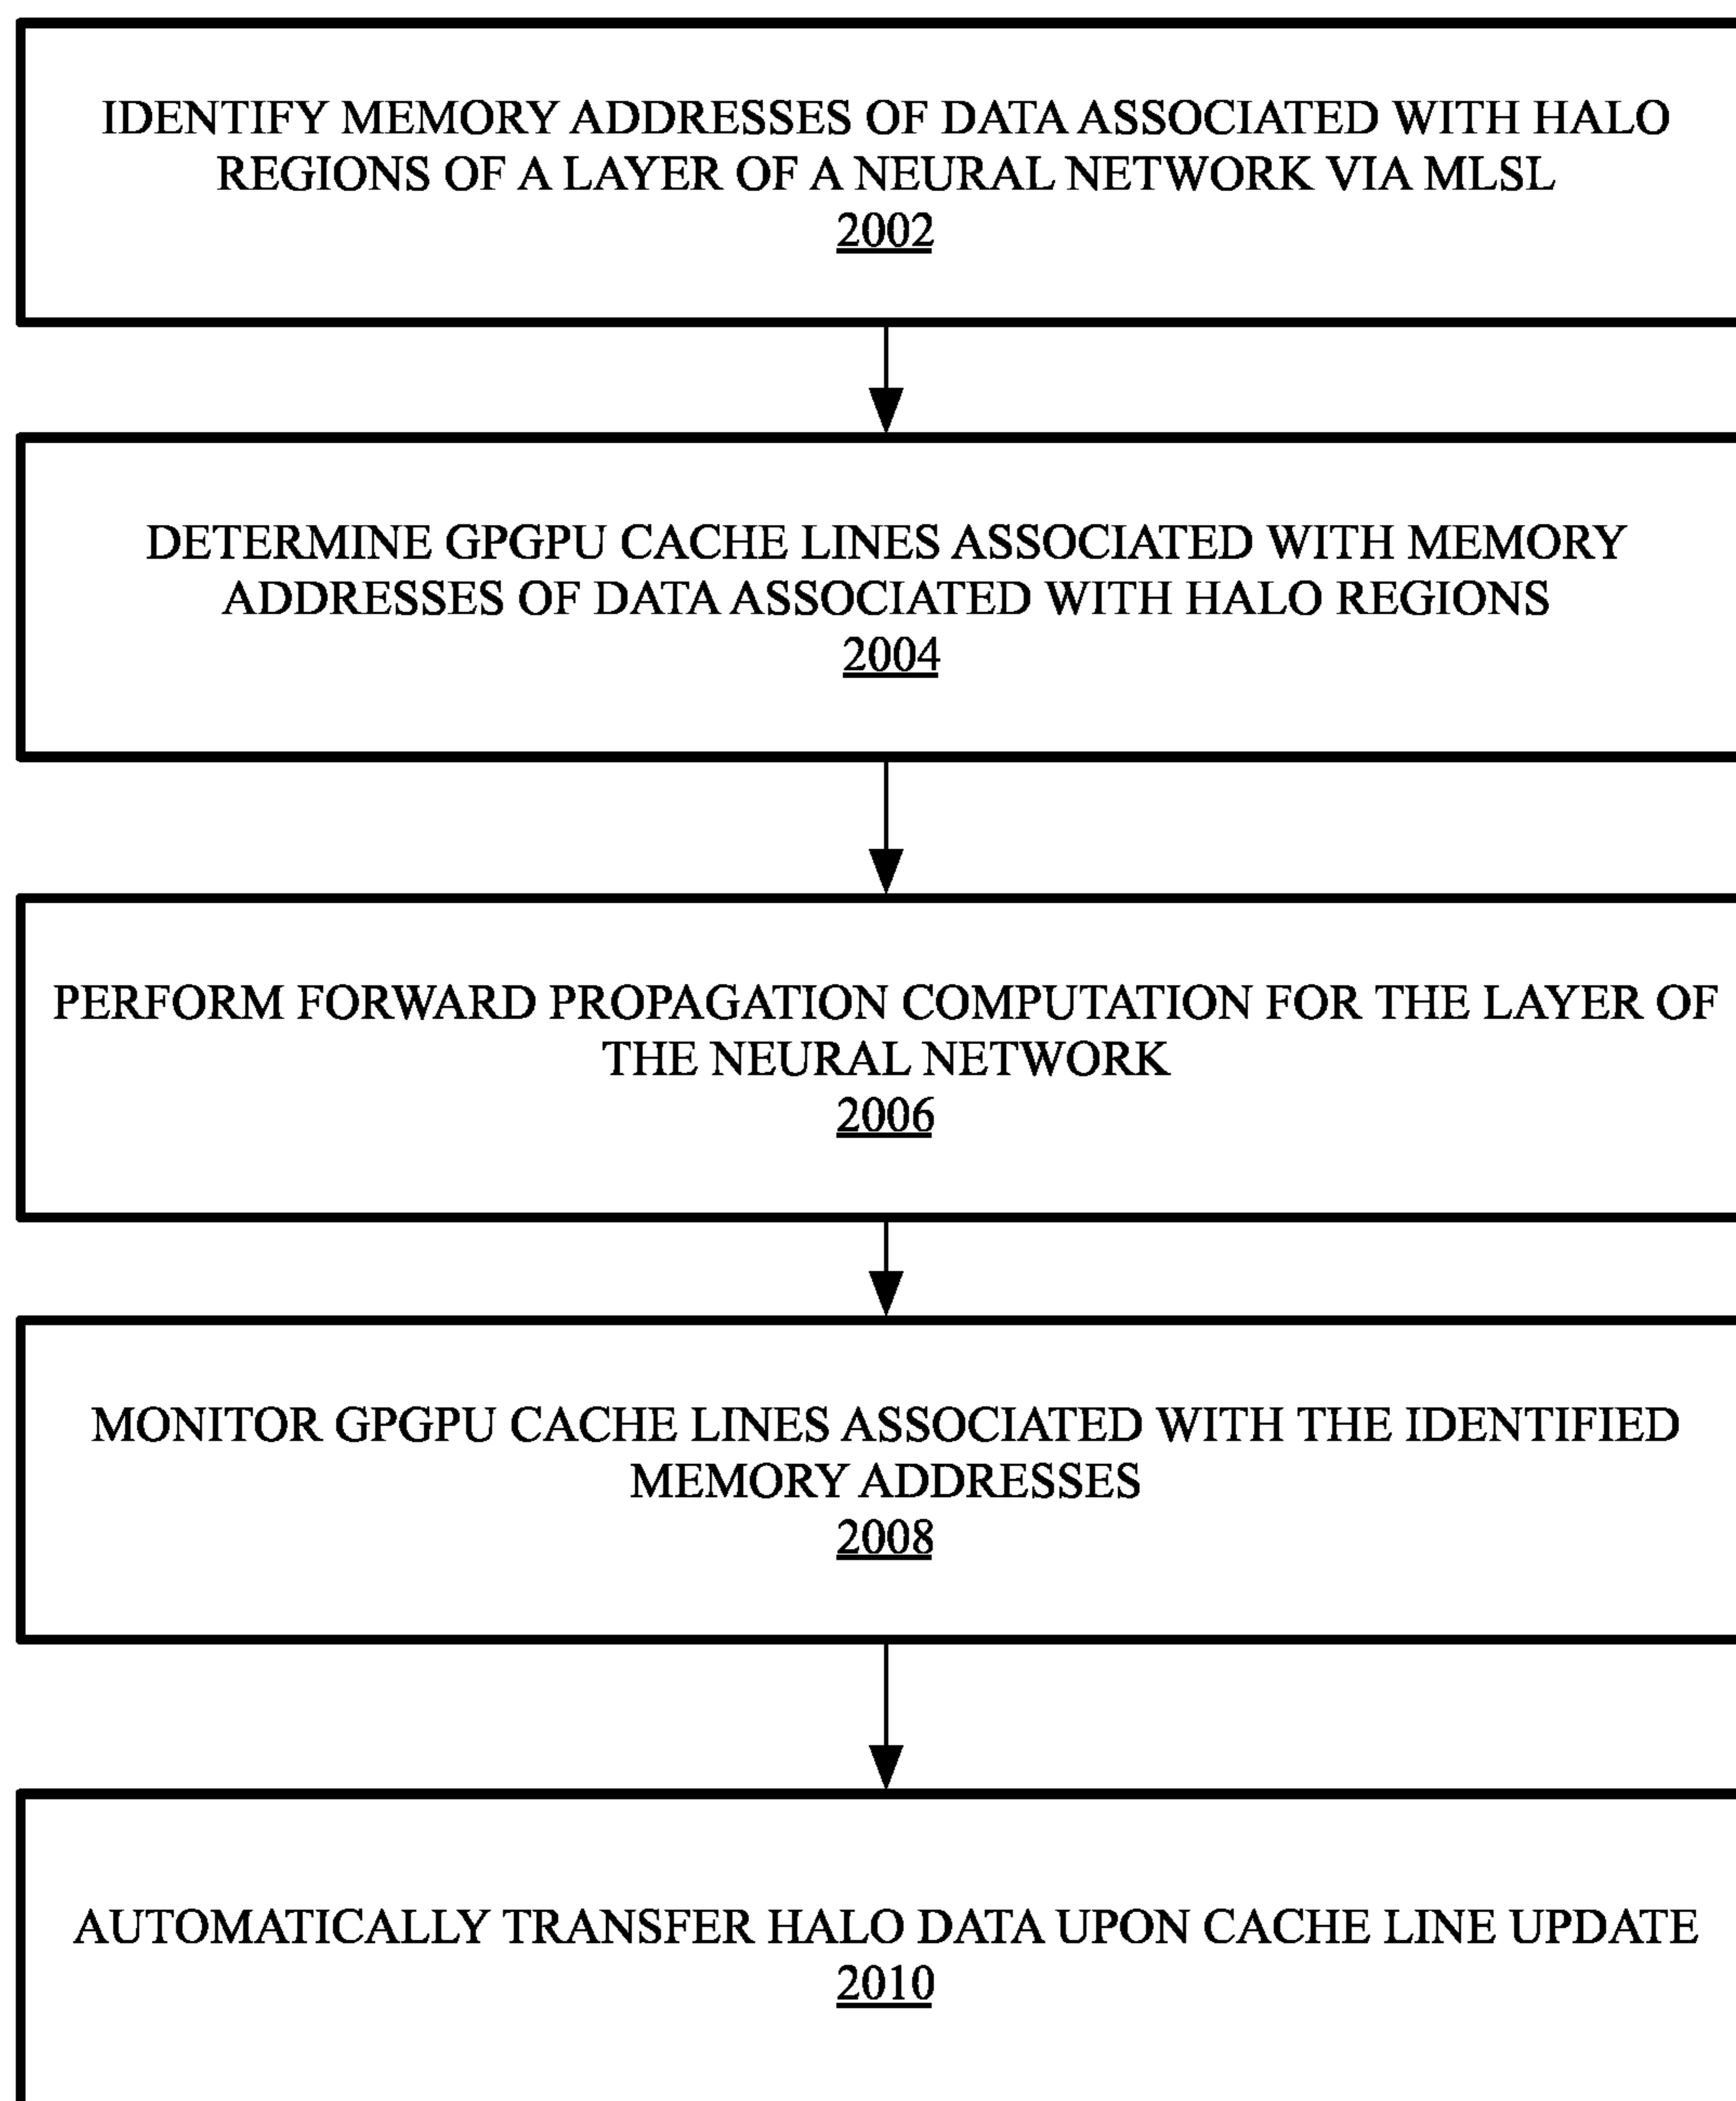 IDENTIFY MEMORY ADDRESSES OF DATA ASSOCIATED WITH HALO
REGIONS OF A LAYER OF A NEURAL NETWORK VIA MLSL
2002
DETERMINE GPGPU CACHE LINES ASSOCIATED WITH MEMORY
ADDRESSES OF DATA ASSOCIATED WITH HALO REGIONS
2004
PERFORM FORWARD PROPAGATION COMPUTATION FOR THE LAYER OF
THE NEURAL NETWORK
2006
MONITOR GPGPU CACHE LINES ASSOCIATED WITH THE IDENTIFIED
MEMORY ADDRESSES
2008
AUTOMATICALLY TRANSFER HALO DATA UPON CACHE LINE UPDATE
2010